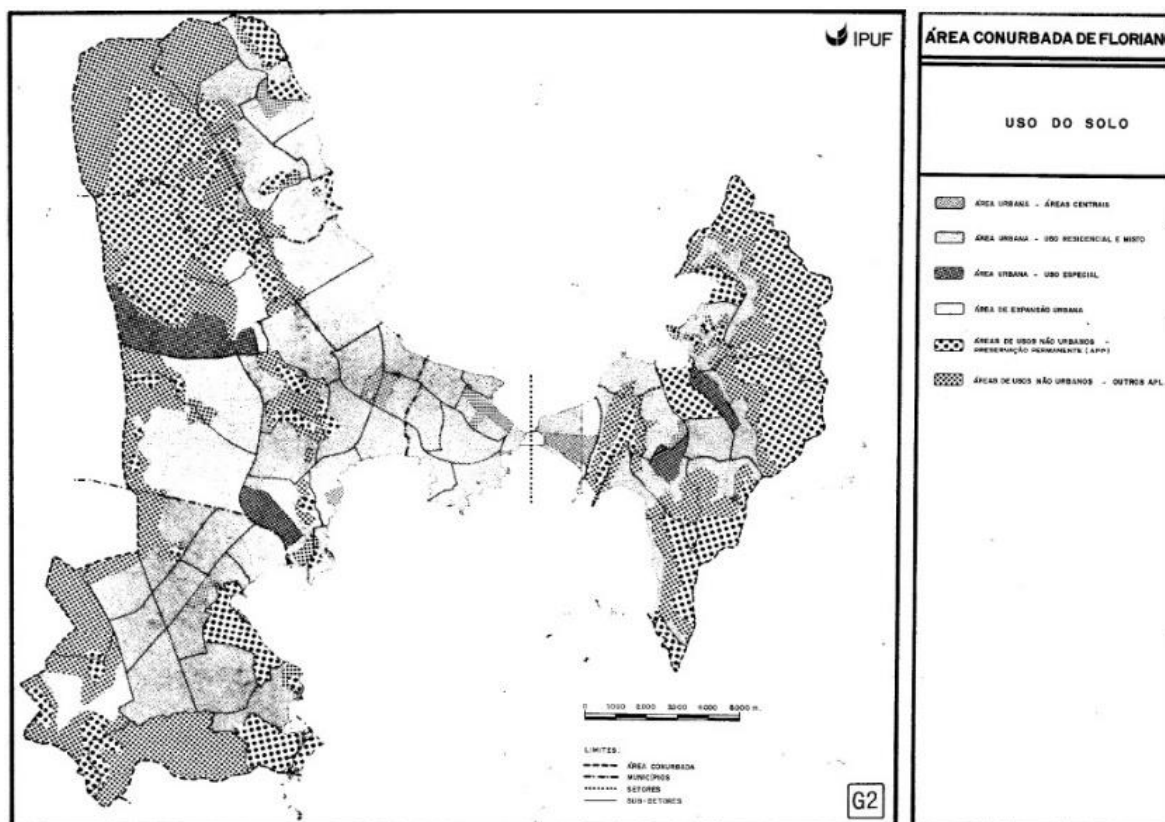 IPUF
ÁREA CONURBADA DE FLORIANO
USO DO SOLO
ÁREA URBANA - ÁREAS CENTRAIS
ÁREA URBANA - USO RESIDENCIAL E MISTO
ÁREA URBANA - USO ESPECIAL
ÁREA DE EXPANSÃO URBANA
ÁREAS DE USOS NÃO URBANOS -
PRESERVAÇÃO PERMANENTE (APP)
ÁREAS DE USOS NÃO URBANOS - OUTROS APL
0 1000 2000 3000 4000 5000 m.
LIMITES:
ÁREA CONURBADA
MUNICÍPIOS
SETORES
SUB-SETORES
G2